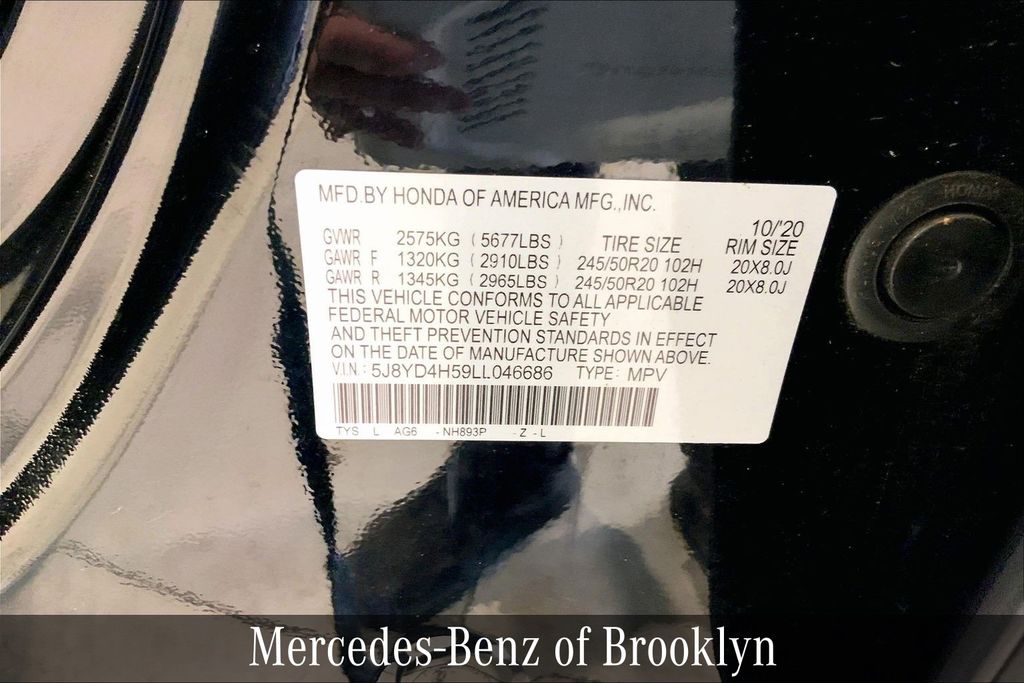 MFD.BY HONDA OF AMERICA MFG.,INC.
10/'20
GVWR 2575KG ( 5677LBS ) TIRE SIZE RIM SIZE
GAWR F 1320KG ( 2910LBS ) 245/50R20 102H 20X8.0J
GAWR R 1345KG ( 2965LBS ) 245/50R20 102H 20X8.0J
THIS VEHICLE CONFORMS TO ALL APPLICABLE
FEDERAL MOTOR VEHICLE SAFETY
AND THEFT PREVENTION STANDARDS IN EFFECT
ON THE DATE OF MANUFACTURE SHOWN ABOVE.
V.I.N.: 5J8YD4H59LL046686 TYPE: MPV
TYS L AG6 -NH893P -Z -L
HONDA
Mercedes-Benz of Brooklyn